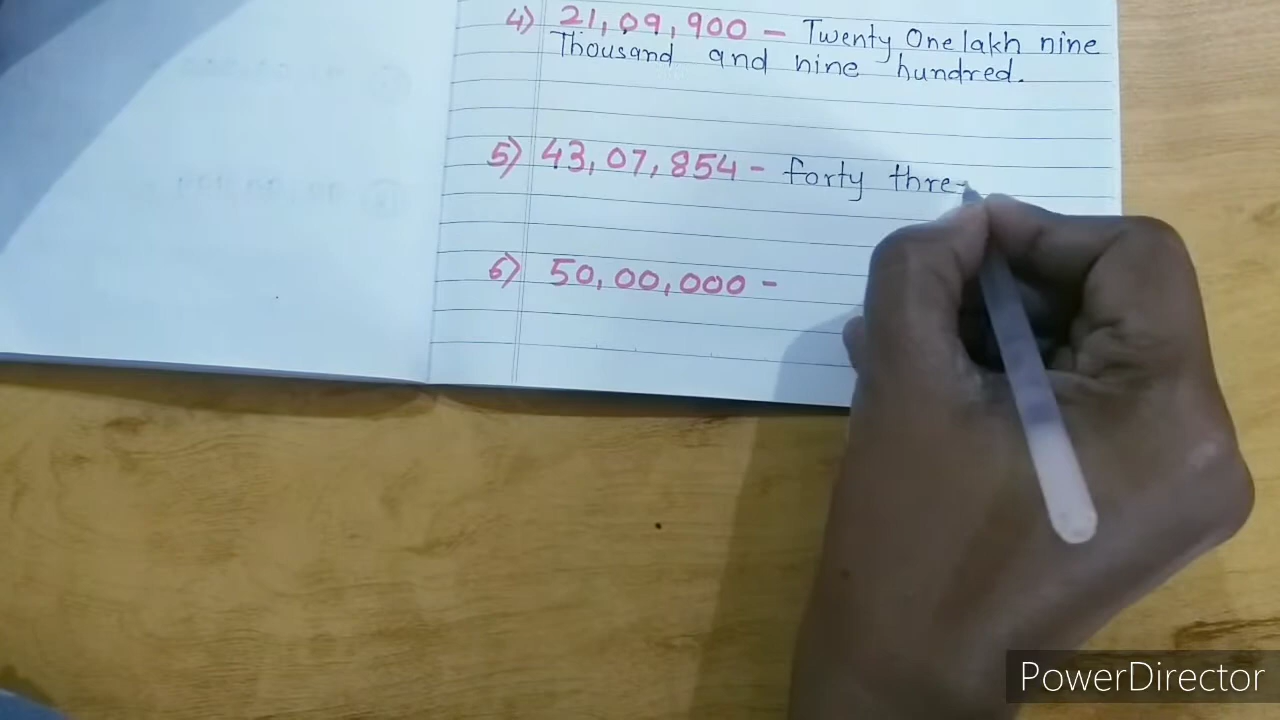 4) 21,09,900 - Twenty One lakh nine
Thousand and nine hundred.
5) 43,07,854 - forty thre
6) 50,00,000 -
PowerDirector